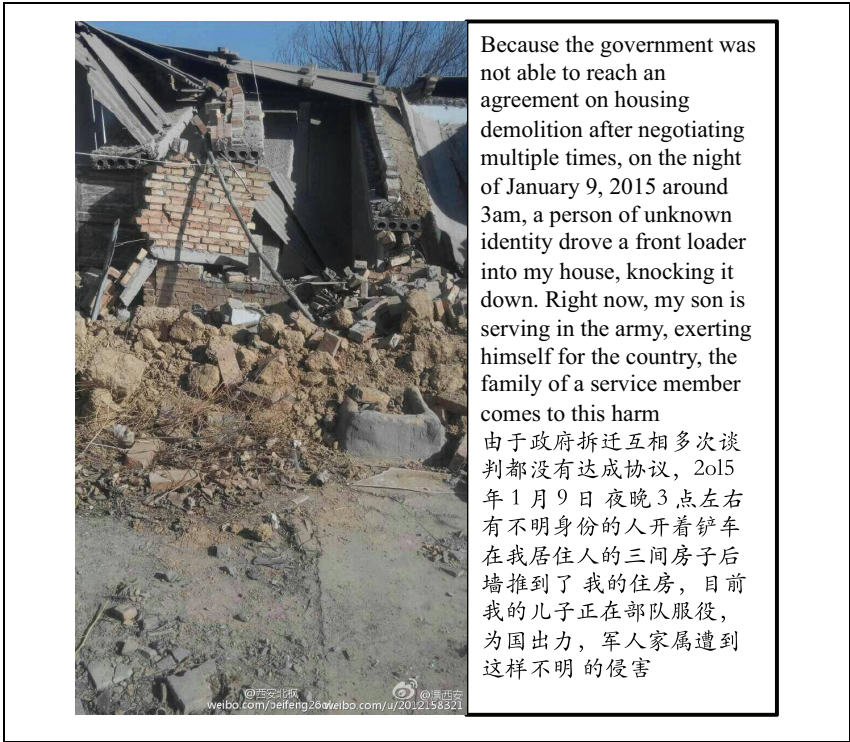 Because the government was
not able to reach an
agreement on housing
demolition after negotiating
multiple times, on the night
of January 9, 2015 around
3am, a person of unknown
identity drove a front loader
into my house, knocking it
down. Right now, my son is
serving in the army, exerting
himself for the country, the
family of a service member
comes to this harm
由于政府拆迁互相多次谈
判都没有达成协议，2ol5
年 1 月 9 日 夜晚 3 点左右
有不明身份的人开着铲车
在我居住人的三间房子后
墙推到了 我的住房，目前
我的儿子正在部队服役，
为国出力，军人家属遭到
这样不明 的侵害
@西安北枫
weibo.com/beifeng26
@漂西安
weibo.com/u/2012158321